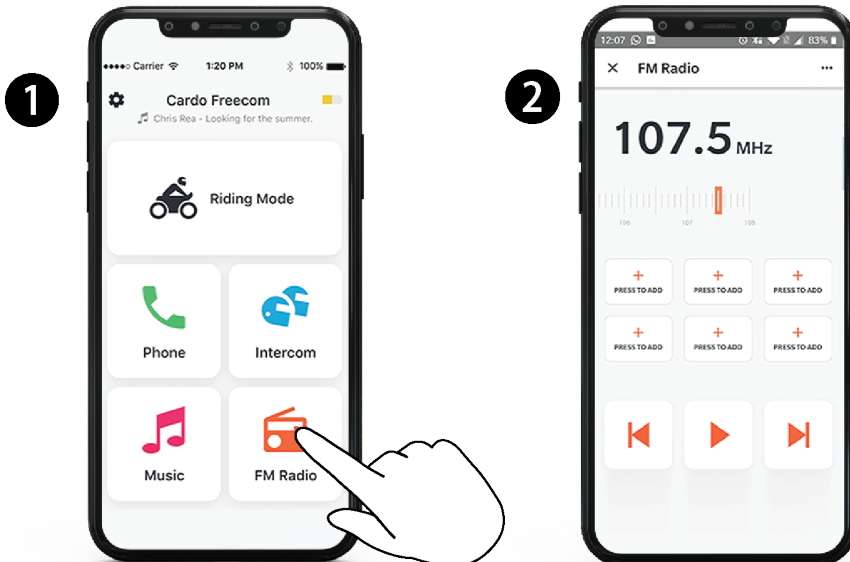 1
Carrier
1:20 PM
100%
Cardo Freecom
Chris Rea - Looking for the summer.
Riding Mode
Phone
Intercom
Music
FM Radio
2
12:07
83%
FM Radio
107.5 MHz
106 107 108
PRESS TO ADD PRESS TO ADD PRESS TO ADD
PRESS TO ADD PRESS TO ADD PRESS TO ADD